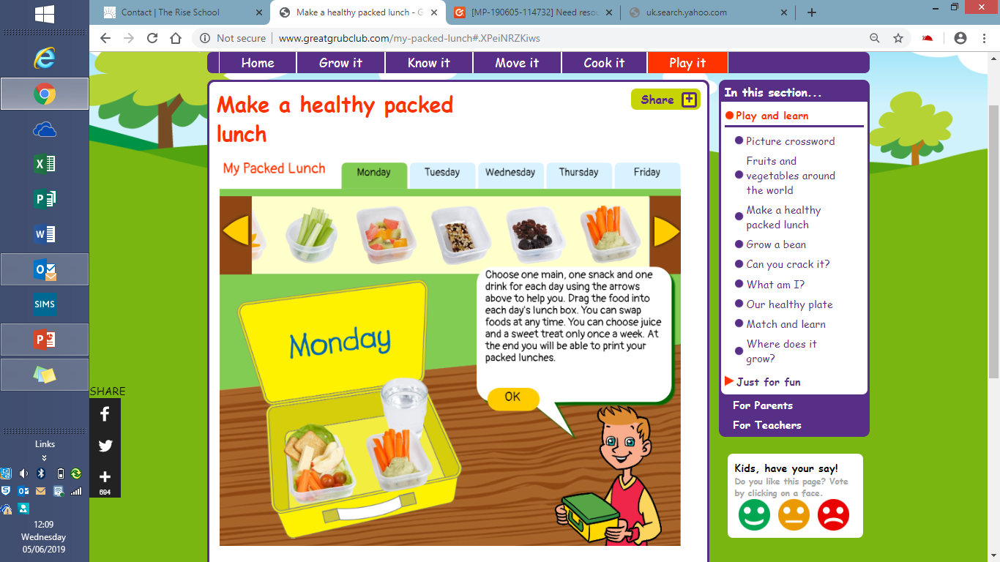 Contact | The Rise School
Make a healthy packed lunch - G
[MP-190605-114732] Need resou
uk.search.yahoo.com
Not secure | www.greatgrubclub.com/my-packed-lunch#.XPeiNRZKiws
Home
Grow it
Know it
Move it
Cook it
Play it
Make a healthy packed
lunch
Share
My Packed Lunch
Monday
Tuesday
Wednesday
Thursday
Friday
Choose one main, one snack and one
drink for each day using the arrows
above to help you. Drag the food into
each day's lunch box. You can swap
foods at any time. You can choose juice
and a sweet treat only once a week. At
the end you will be able to print your
packed lunches.
OK
Monday
In this section...
Play and learn
Picture crossword
Fruits and
vegetables around
the world
Make a healthy
packed lunch
Grow a bean
Can you crack it?
What am I?
Our healthy plate
Match and learn
Where does it
grow?
Just for fun
For Parents
For Teachers
Kids, have your say!
Do you like this page? Vote
by clicking on a face.
SHARE
694
SIMS
Links
12:09
Wednesday
05/06/2019